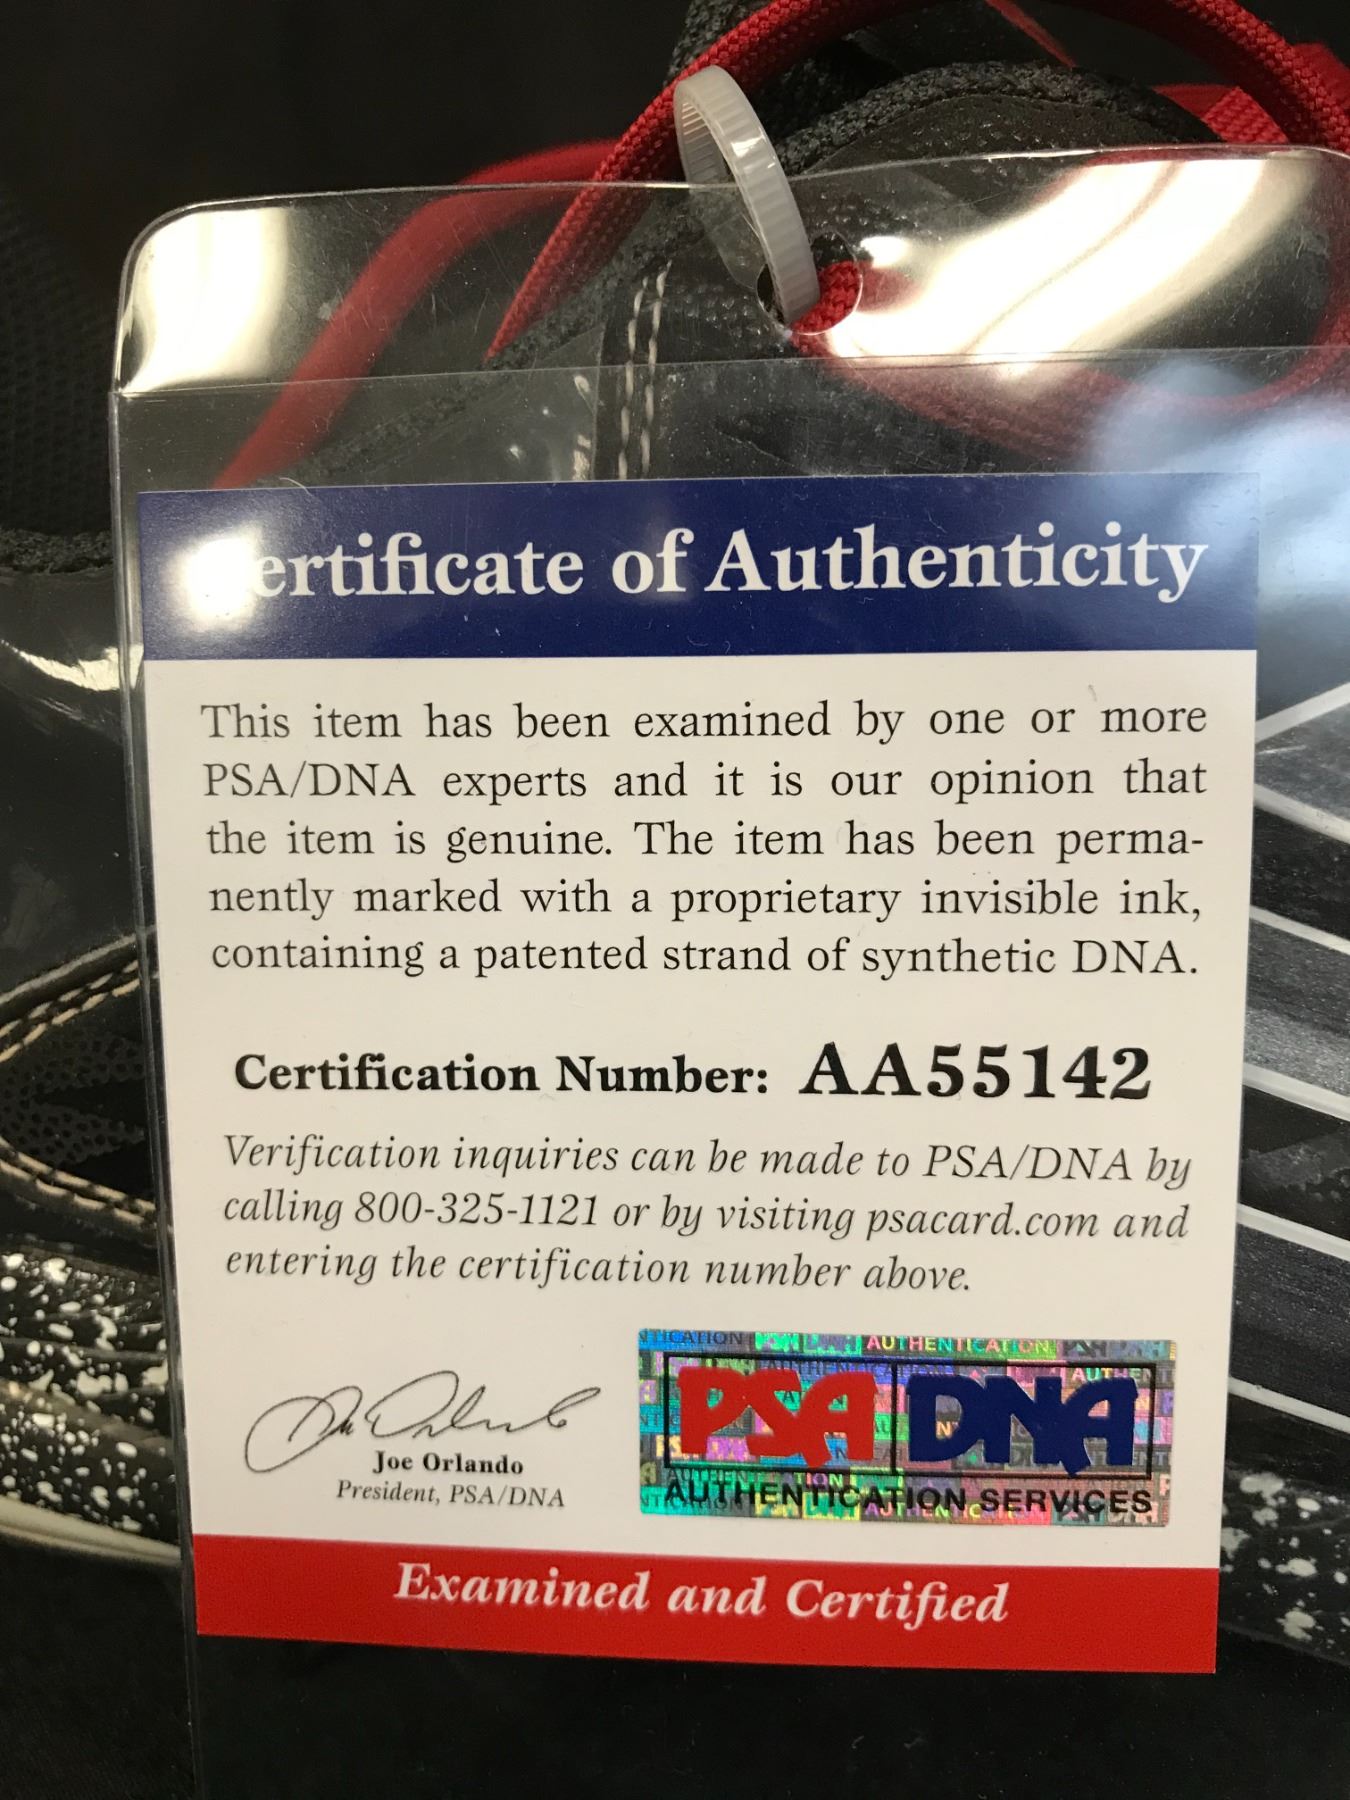 Certificate of Authenticity
This item has been examined by one or more
PSA/DNA experts and it is our opinion that
the item is genuine. The item has been perma-
nently marked with a proprietary invisible ink,
containing a patented strand of synthetic DNA.
Certification Number: AA55142
Verification inquiries can be made to PSA/DNA by
calling 800-325-1121 or by visiting psacard.com and
entering the certification number above.
Joe Orlando
President, PSA/DNA
PSA DNA
AUTHENTICATION SERVICES
Examined and Certified